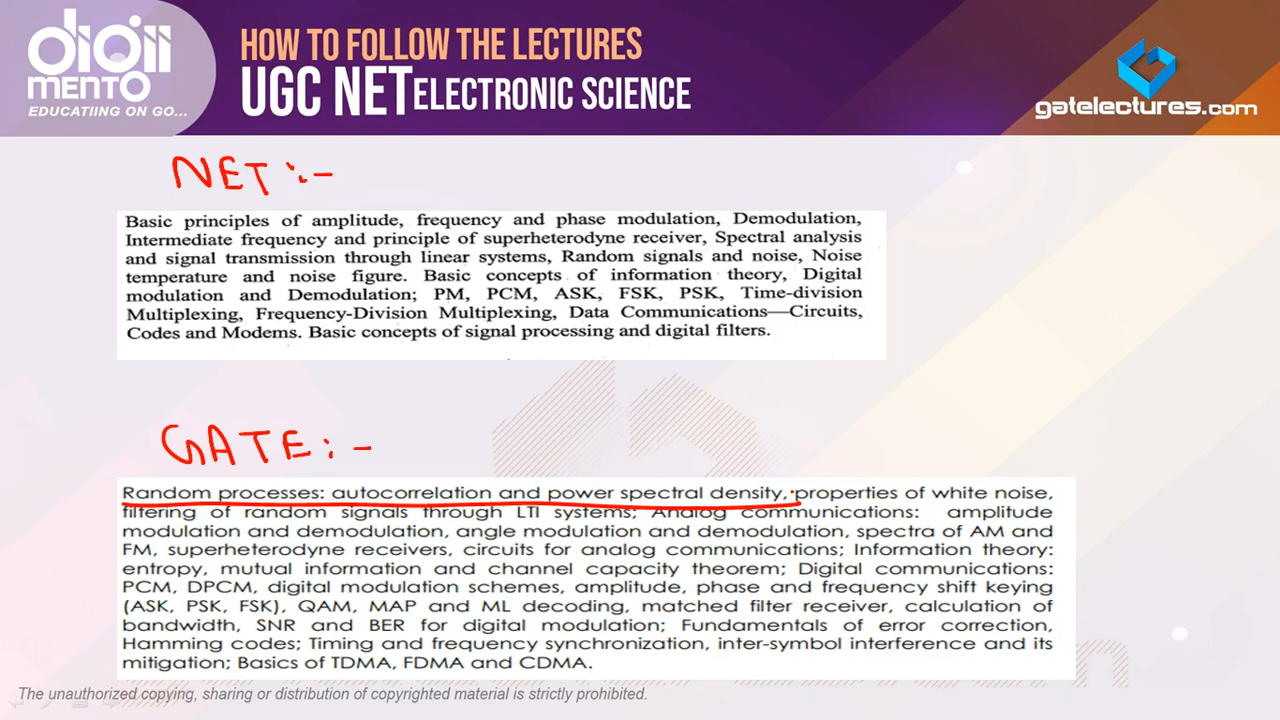 digii
MENTO
EDUCATIING ON GO...
HOW TO FOLLOW THE LECTURES
UGC NET ELECTRONIC SCIENCE
gatelectures.com
NET :-
Basic principles of amplitude, frequency and phase modulation, Demodulation,
Intermediate frequency and principle of superheterodyne receiver, Spectral analysis
and signal transmission through linear systems, Random signals and noise, Noise
temperature and noise figure. Basic concepts of information theory, Digital
modulation and Demodulation; PM, PCM, ASK, FSK, PSK, Time-division
Multiplexing, Frequency-Division Multiplexing, Data Communications—Circuits,
Codes and Modems. Basic concepts of signal processing and digital filters.
GATE :-
Random processes: autocorrelation and power spectral density, properties of white noise,
filtering of random signals through LTI systems; Analog communications: amplitude
modulation and demodulation, angle modulation and demodulation, spectra of AM and
FM, superheterodyne receivers, circuits for analog communications; Information theory:
entropy, mutual information and channel capacity theorem; Digital communications:
PCM, DPCM, digital modulation schemes, amplitude, phase and frequency shift keying
(ASK, PSK, FSK), QAM, MAP and ML decoding, matched filter receiver, calculation of
bandwidth, SNR and BER for digital modulation; Fundamentals of error correction,
Hamming codes; Timing and frequency synchronization, inter-symbol interference and its
mitigation; Basics of TDMA, FDMA and CDMA.
The unauthorized copying, sharing or distribution of copyrighted material is strictly prohibited.